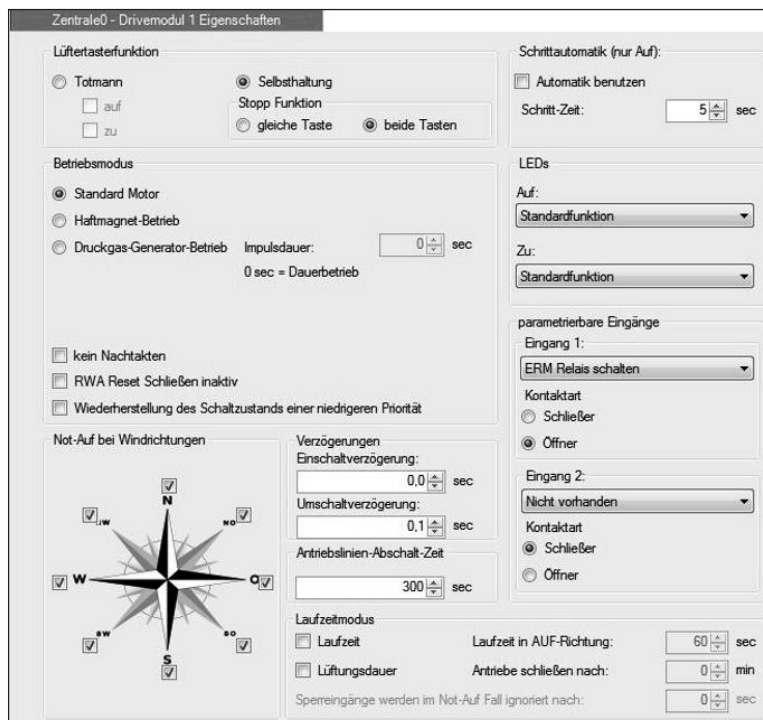 Zentrale0 - Drivemodul 1 Eigenschaften
Lüftertasterfunktion
Totmann
auf
zu
Selbsthaltung
Stopp Funktion
gleiche Taste
beide Tasten
Schrittautomatik (nur Auf):
Automatik benutzen
Schritt-Zeit: 5 sec
Betriebsmodus
Standard Motor
Haftmagnet-Betrieb
Druckgas-Generator-Betrieb Impulsdauer: 0 sec
0 sec = Dauerbetrieb
kein Nachtakten
RWA Reset Schließen inaktiv
Wiederherstellung des Schaltzustands einer niedrigeren Priorität
LEDs
Auf:
Standardfunktion
Zu:
Standardfunktion
parametrierbare Eingänge
Eingang 1:
ERM Relais schalten
Kontaktart
Schließer
Öffner
Eingang 2:
Nicht vorhanden
Kontaktart
Schließer
Öffner
Not-Auf bei Windrichtungen
N
NO
O
SO
S
SW
W
Verzögerungen
Einschaltverzögerung:
0,0 sec
Umschaltverzögerung:
0,1 sec
Antriebslinien-Abschalt-Zeit
300 sec
Laufzeitmodus
Laufzeit Laufzeit in AUF-Richtung: 60 sec
Lüftungsdauer Antriebe schließen nach: 0 min
Sperreingänge werden im Not-Auf Fall ignoriert nach: 0 sec